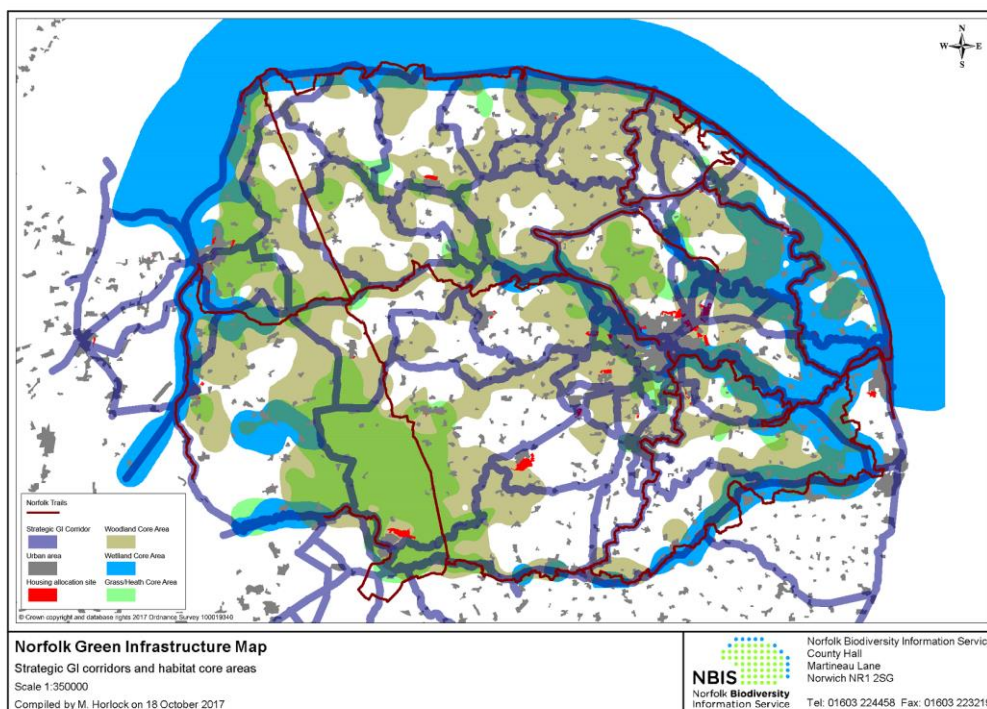 N
W E
S
Norfolk Trails
Strategic GI Corridor
Woodland Core Area
Urban area
Wetland Core Area
Housing allocation site
Grass/Heath Core Area
© Crown copyright and database rights 2017 Ordnance Survey 100019340
Norfolk Green Infrastructure Map
Strategic GI corridors and habitat core areas
Scale 1:350000
Compiled by M. Horlock on 18 October 2017
NBIS
Norfolk Biodiversity
Information Service
Norfolk Biodiversity Information Servic
County Hall
Martineau Lane
Norwich NR1 2SG
Tel: 01603 224458 Fax: 01603 223219